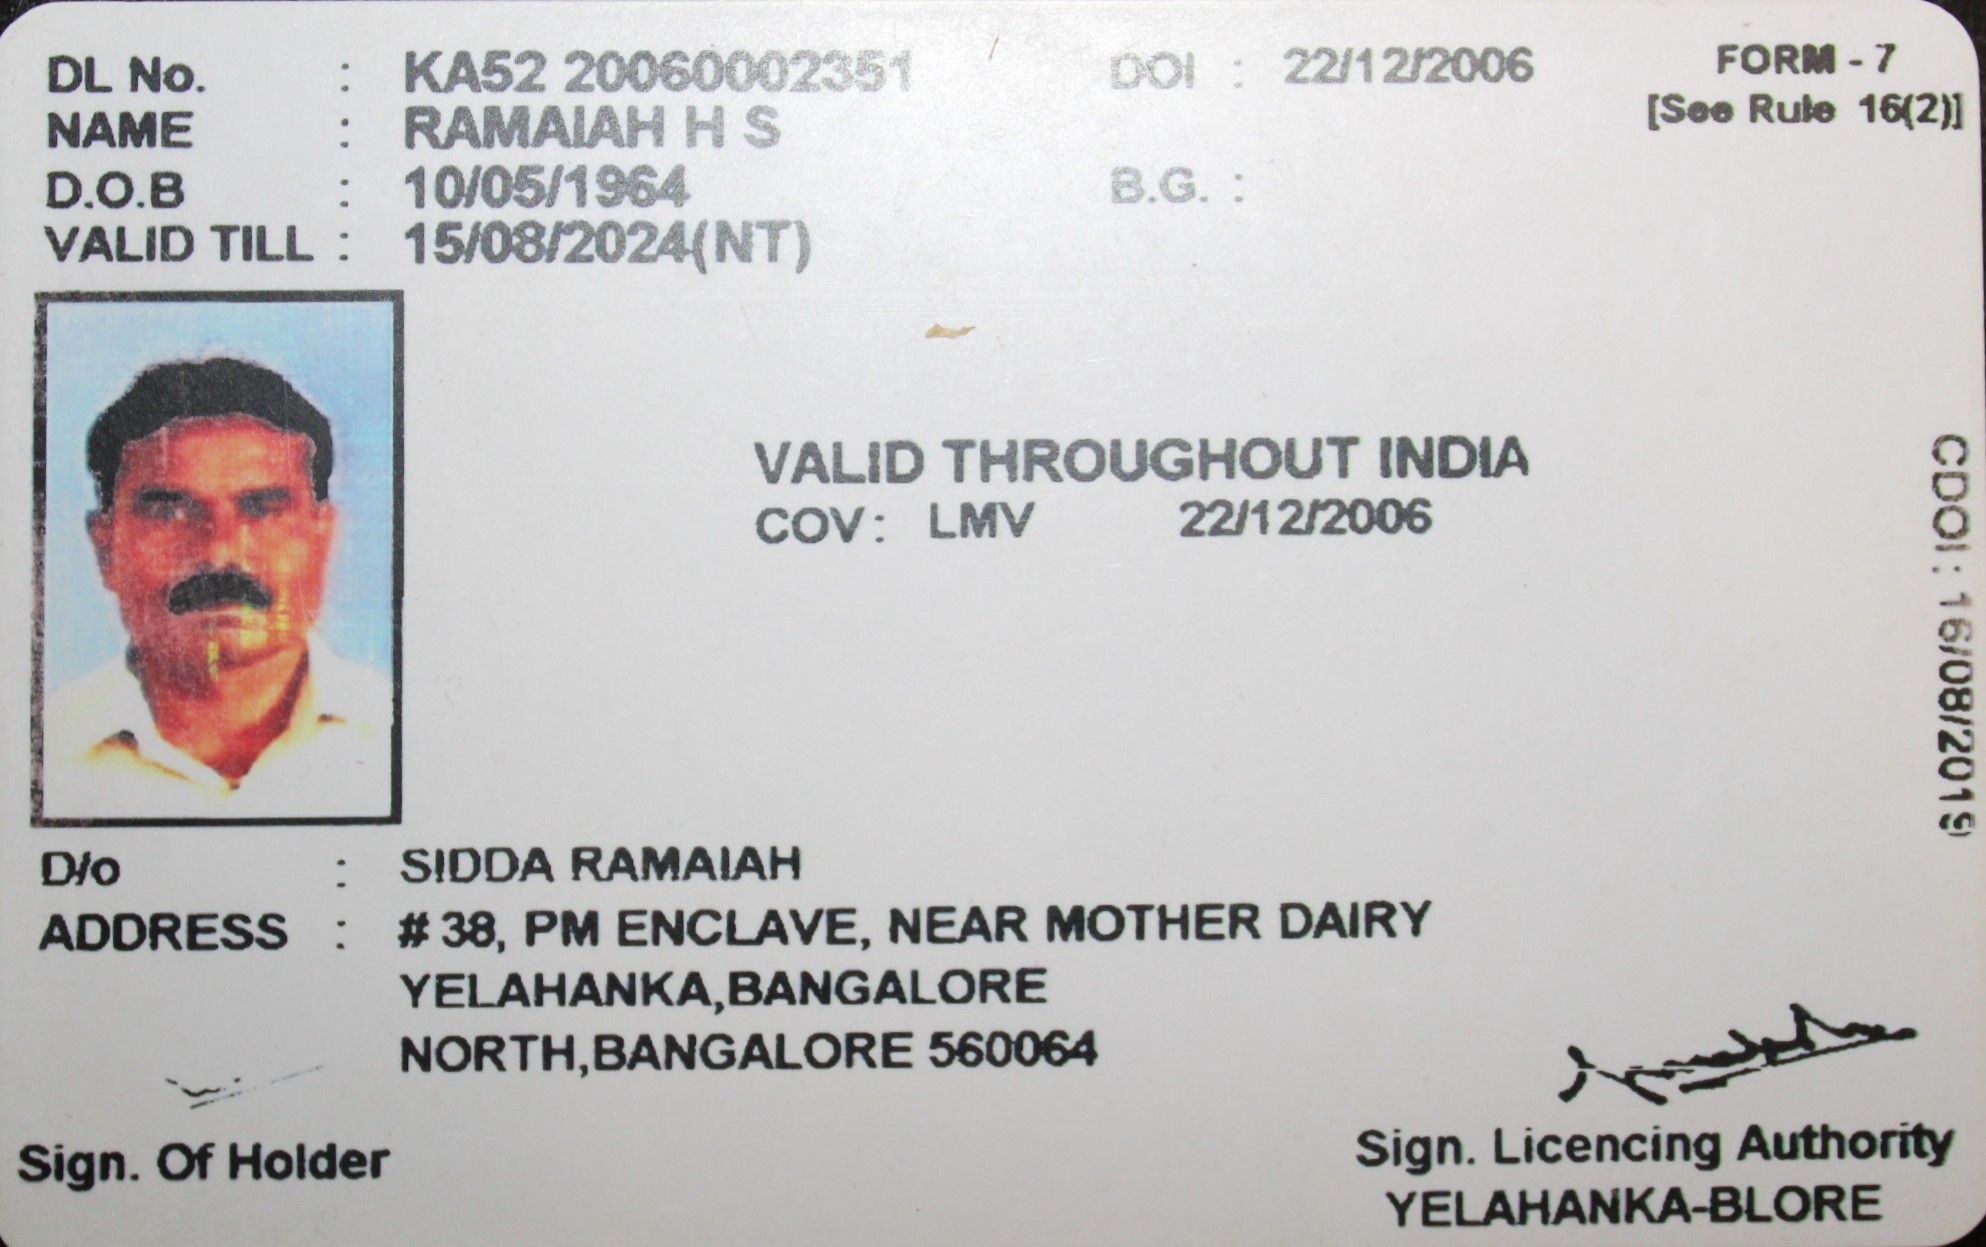 DL No. : KA52 20060002351 DOI : 22/12/2006 FORM - 7
NAME : RAMAIAH H S [See Rule 16(2)]
D.O.B : 10/05/1964 B.G. :
VALID TILL : 15/08/2024(NT)
VALID THROUGHOUT INDIA
COV : LMV 22/12/2006
CDOI : 16/08/2019
D/o : SIDDA RAMAIAH
ADDRESS : # 38, PM ENCLAVE, NEAR MOTHER DAIRY
YELAHANKA,BANGALORE
NORTH,BANGALORE 560064
Sign. Of Holder
Sign. Licencing Authority
YELAHANKA-BLORE